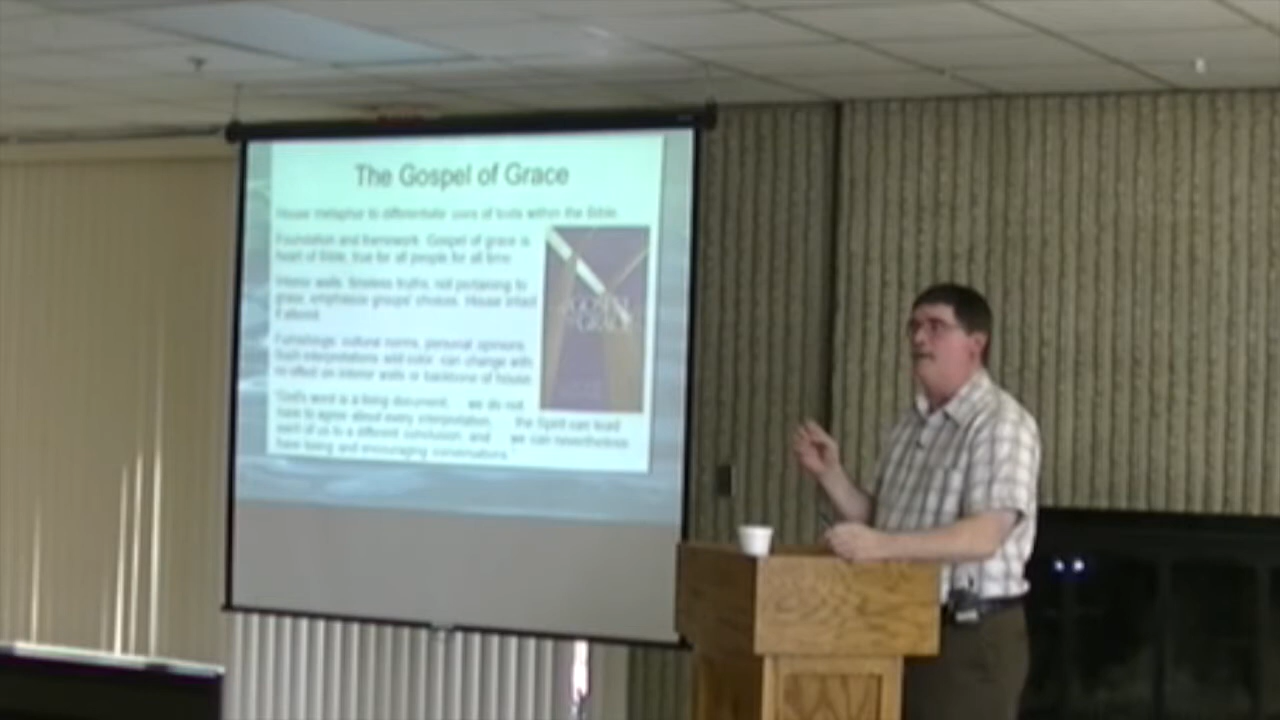 The Gospel of Grace
House metaphor to differentiate uses of texts within the Bible.
Foundation and framework: Gospel of grace is
heart of Bible, true for all people for all time
Interior walls: timeless truths, not pertaining to
grace, emphasize groups' choices. House intact
if altered.
Furnishings: cultural norms, personal opinions.
Such interpretations add color, can change with
no effect on interior walls or backbone of house.
GOSPEL
GRACE
"God's word is a living document, we do not
have to agree about every interpretation, the Spirit can lead
each of us to a different conclusion, and we can nevertheless
have loving and encouraging conversations."